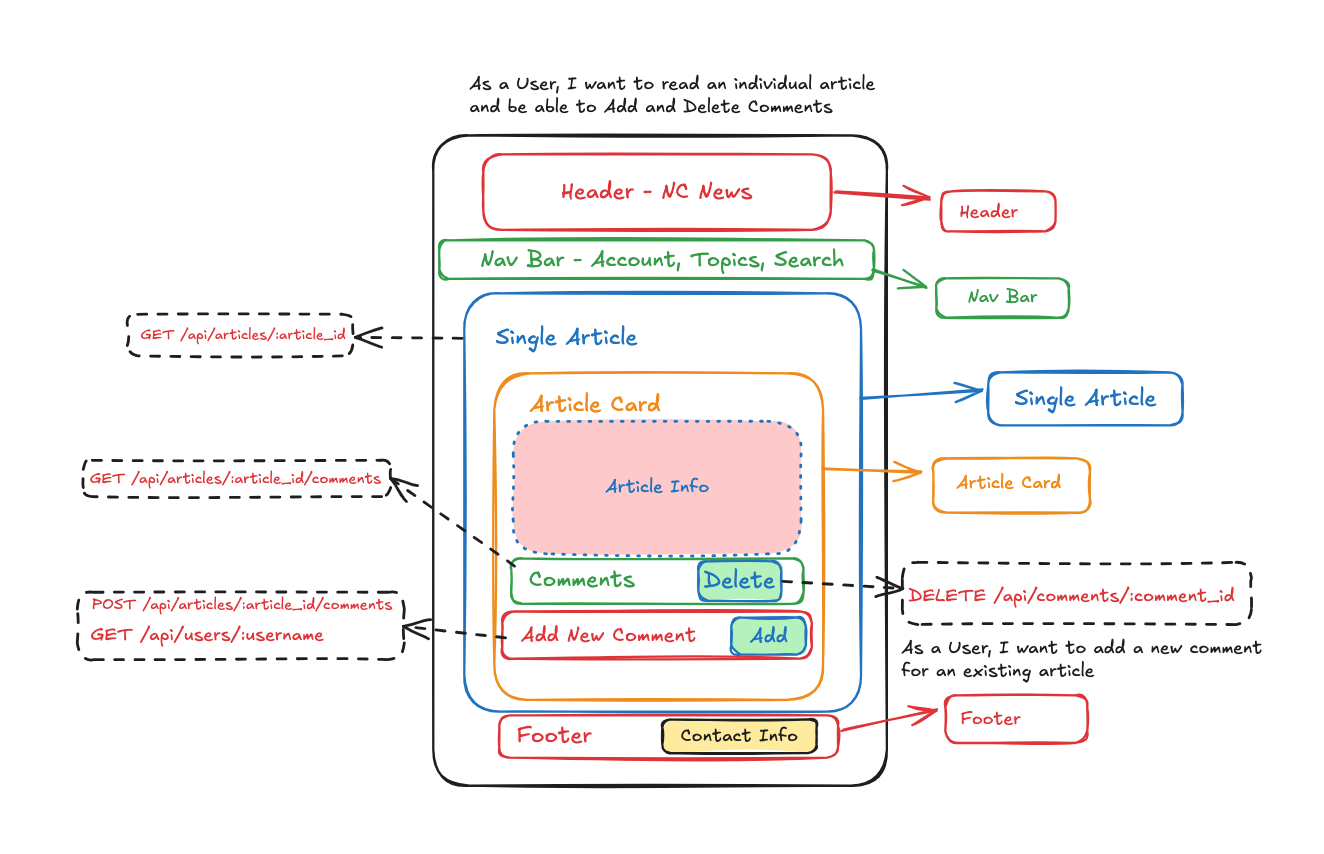 As a User, I want to read an individual article
and be able to Add and Delete Comments
Header - NC News
Header
Nav Bar - Account, Topics, Search
Nav Bar
GET /api/articles/:article_id
Single Article
Single Article
Article Card
Article Info
Article Card
GET /api/articles/:article_id/comments
Comments
Delete
DELETE /api/comments/:comment_id
POST /api/articles/:article_id/comments
GET /api/users/:username
Add New Comment
Add
As a User, I want to add a new comment
for an existing article
Footer
Contact Info
Footer